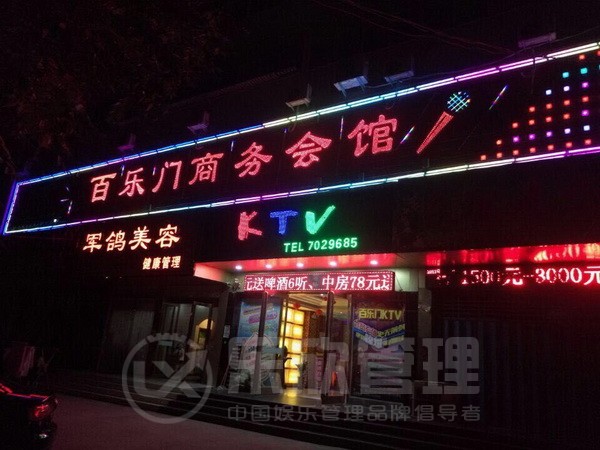 百乐门商务会馆
军鸽美容
健康管理
KTV
TEL 7029685
元送啤酒6听、中房78元送
1500元-3000元
百乐门KTV
管理
中国娱乐管理品牌倡导者